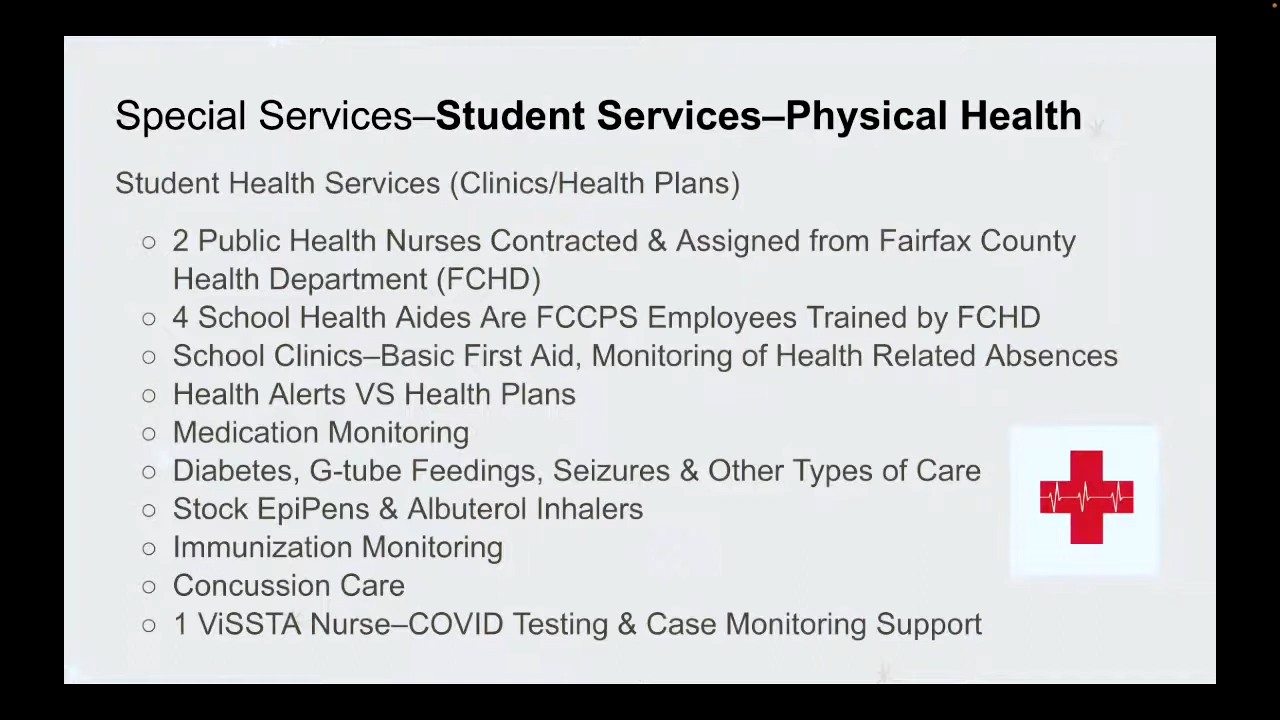 Special Services–Student Services–Physical Health
Student Health Services (Clinics/Health Plans)
○ 2 Public Health Nurses Contracted & Assigned from Fairfax County
Health Department (FCHD)
○ 4 School Health Aides Are FCCPS Employees Trained by FCHD
○ School Clinics–Basic First Aid, Monitoring of Health Related Absences
○ Health Alerts VS Health Plans
○ Medication Monitoring
○ Diabetes, G-tube Feedings, Seizures & Other Types of Care
○ Stock EpiPens & Albuterol Inhalers
○ Immunization Monitoring
○ Concussion Care
○ 1 ViSSTA Nurse–COVID Testing & Case Monitoring Support